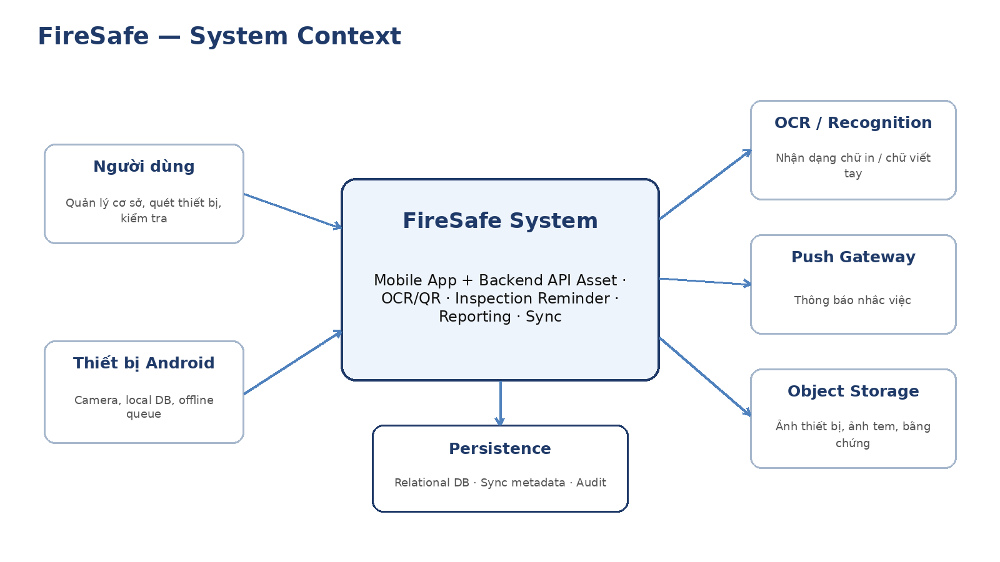 FireSafe — System Context
Người dùng
Quản lý cơ sở, quét thiết bị,
kiểm tra
Thiết bị Android
Camera, local DB, offline
queue
FireSafe System
Mobile App + Backend API Asset ·
OCR/QR · Inspection Reminder ·
Reporting · Sync
Persistence
Relational DB · Sync metadata · Audit
OCR / Recognition
Nhận dạng chữ in / chữ viết
tay
Push Gateway
Thông báo nhắc việc
Object Storage
Ảnh thiết bị, ảnh tem, bằng
chứng